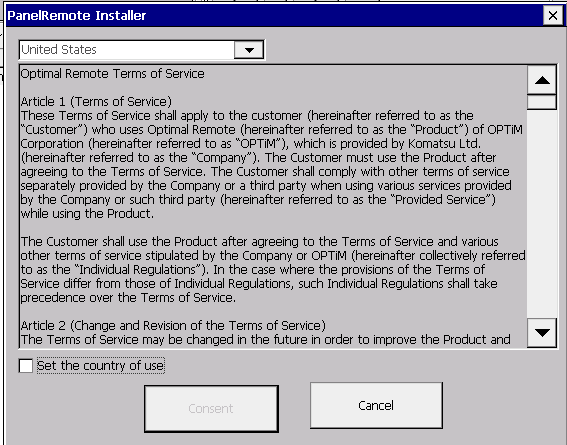 PanelRemote Installer
United States
Optimal Remote Terms of Service
Article 1 (Terms of Service)
These Terms of Service shall apply to the customer (hereinafter referred to as the
“Customer”) who uses Optimal Remote (hereinafter referred to as the “Product”) of OPTiM
Corporation (hereinafter referred to as “OPTiM”), which is provided by Komatsu Ltd.
(hereinafter referred to as the “Company”). The Customer must use the Product after
agreeing to the Terms of Service. The Customer shall comply with other terms of service
separately provided by the Company or a third party when using various services provided
by the Company or such third party (hereinafter referred to as the “Provided Service”)
while using the Product.
The Customer shall use the Product after agreeing to the Terms of Service and various
other terms of service stipulated by the Company or OPTiM (hereinafter collectively referred
to as the “Individual Regulations”). In the case where the provisions of the Terms of
Service differ from those of Individual Regulations, such Individual Regulations shall take
precedence over the Terms of Service.
Article 2 (Change and Revision of the Terms of Service)
The Terms of Service may be changed in the future in order to improve the Product and
Set the country of use
Consent
Cancel